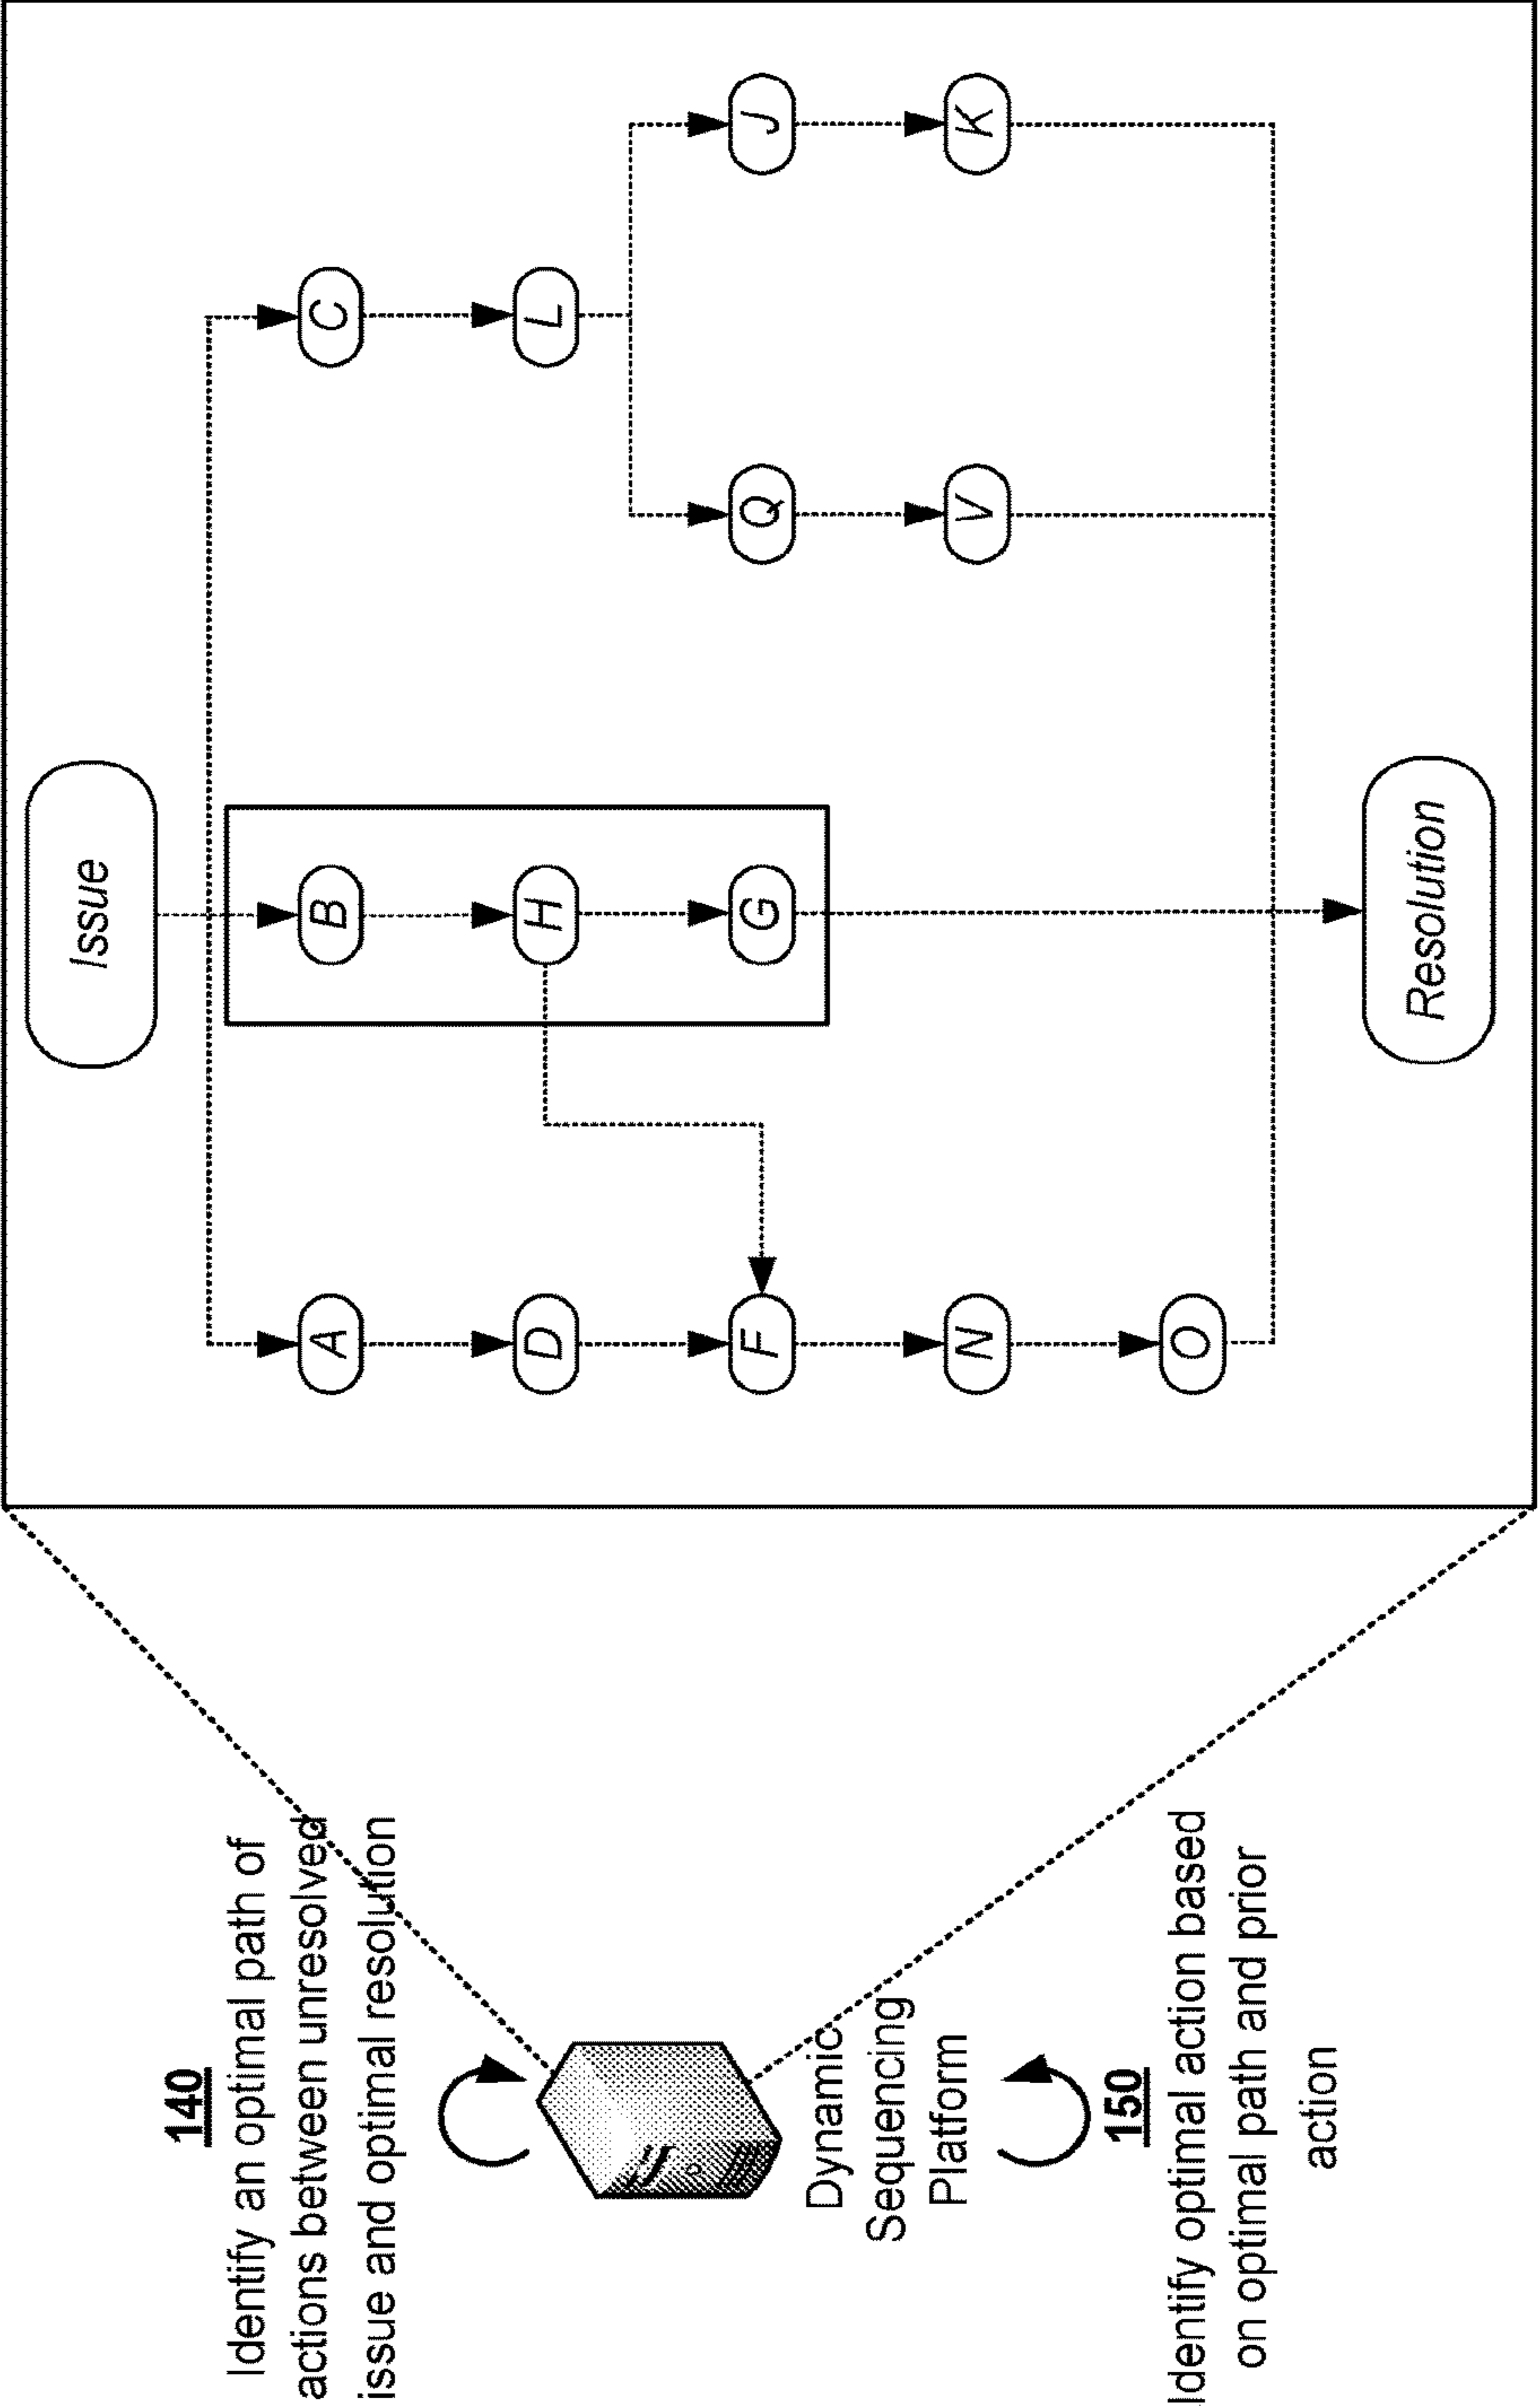 140
Identify an optimal path of
actions between unresolved
issue and optimal resolution
Dynamic
Sequencing
Platform
150
Identify optimal action based
on optimal path and prior
action
Issue
A
B
C
D
H
L
F
G
Q
J
N
V
K
O
Resolution